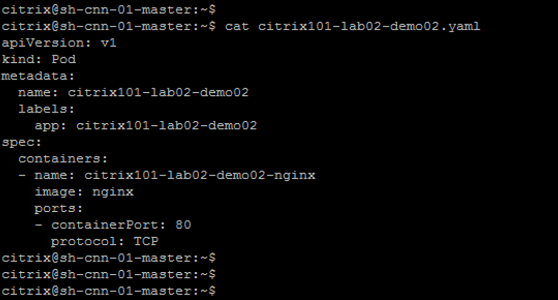 citrix@sh-cnn-01-master:~$
citrix@sh-cnn-01-master:~$ cat citrix101-lab02-demo02.yaml
apiVersion: v1
kind: Pod
metadata:
  name: citrix101-lab02-demo02
  labels:
    app: citrix101-lab02-demo02
spec:
  containers:
  - name: citrix101-lab02-demo02-nginx
    image: nginx
    ports:
    - containerPort: 80
      protocol: TCP
citrix@sh-cnn-01-master:~$
citrix@sh-cnn-01-master:~$
citrix@sh-cnn-01-master:~$